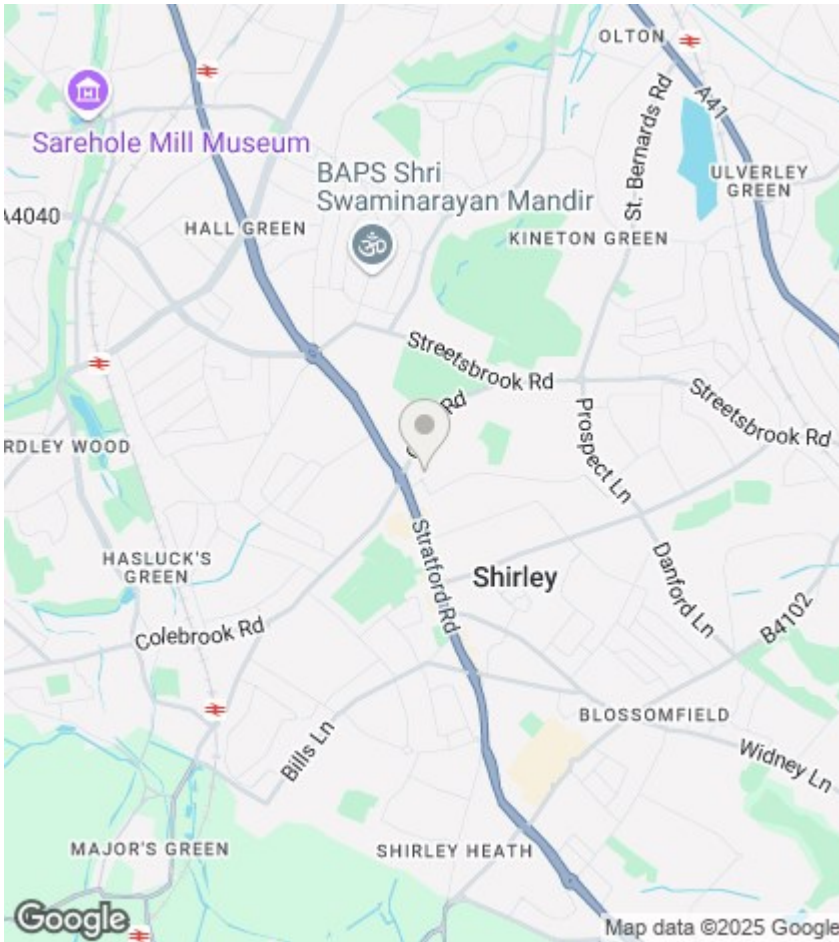 OLTON
A41
St. Bernards Rd
Sarehole Mill Museum
ULVERLEY
GREEN
BAPS Shri
Swaminarayan Mandir
A4040
HALL GREEN
KINETON GREEN
Streetsbrook Rd
Rd
Streetsbrook Rd
Prospect Ln
RDLEY WOOD
Stratford Rd
HASLUCK'S
GREEN
Shirley
Danford Ln
B4102
Colebrook Rd
BLOSSOMFIELD
Bills Ln
Widney Ln
MAJOR'S GREEN
SHIRLEY HEATH
Google
Map data ©2025 Google